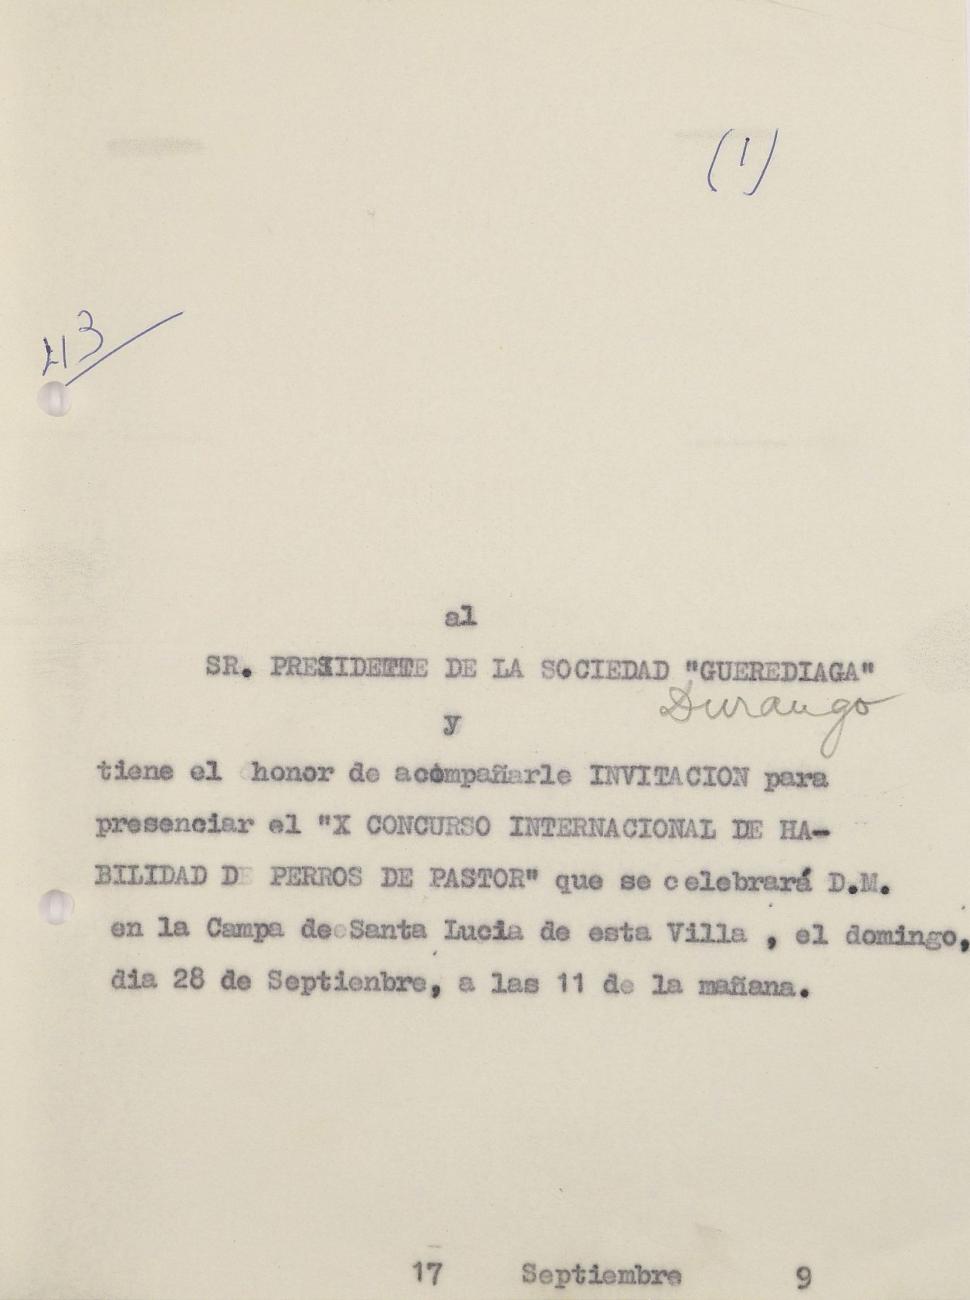 (1)
413
al
SR. PRESIDETTE DE LA SOCIEDAD "GUEREDIAGA"
Durango
y
tiene el honor de acompañarle INVITACION para
presenciar el "X CONCURSO INTERNACIONAL DE HA-
BILIDAD DE PERROS DE PASTOR" que se celebrará D.M.
en la Campa de Santa Lucia de esta Villa , el domingo,
dia 28 de Septienbre, a las 11 de la mañana.
17 Septiembre 9